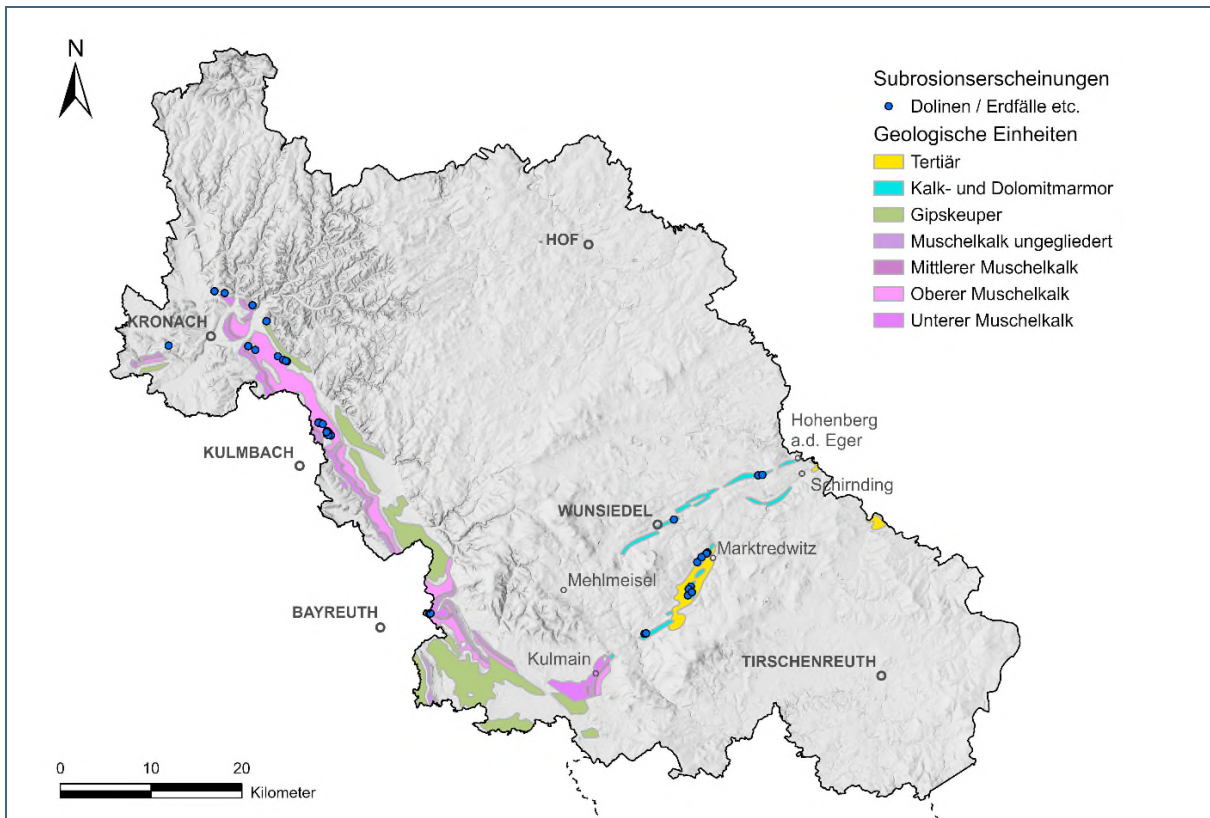 N
Subrosionserscheinungen
Dolinen / Erdfälle etc.
Geologische Einheiten
Tertiär
Kalk- und Dolomitmarmor
Gipskeuper
Muschelkalk ungegliedert
Mittlerer Muschelkalk
Oberer Muschelkalk
Unterer Muschelkalk
HOF
KRONACH
Hohenberg
a.d. Eger
KULMBACH
Schirnding
WUNSIEDEL
Marktredwitz
Mehlmeisel
BAYREUTH
Kulmain
TIRSCHENREUTH
0 10 20
Kilometer